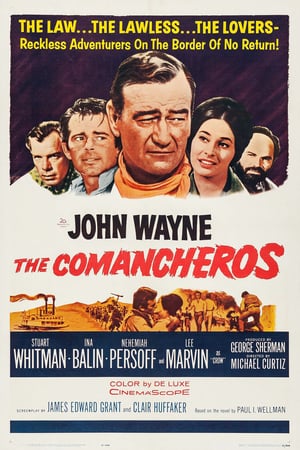 THE LAW...THE LAWLESS...THE LOVERS-
Reckless Adventurers On The Border Of No Return!
20
JOHN WAYNE
THE COMANCHEROS
STUART WHITMAN • INA BALIN • NEHEMIAH PERSOFF and LEE MARVIN AS "CROW"
PRODUCED BY GEORGE SHERMAN
DIRECTED BY MICHAEL CURTIZ
COLOR by DE LUXE
CINEMASCOPE
SCREENPLAY BY JAMES EDWARD GRANT and CLAIR HUFFAKER
Based on the novel by PAUL I. WELLMAN